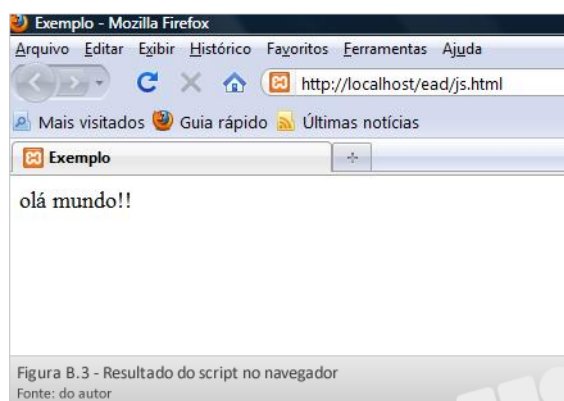 Exemplo - Mozilla Firefox
Arquivo Editar Exibir Histórico Favoritos Ferramentas Ajuda
http://localhost/ead/js.html
Mais visitados Guia rápido Últimas notícias
Exemplo
olá mundo!!
Figura B.3 - Resultado do script no navegador
Fonte: do autor